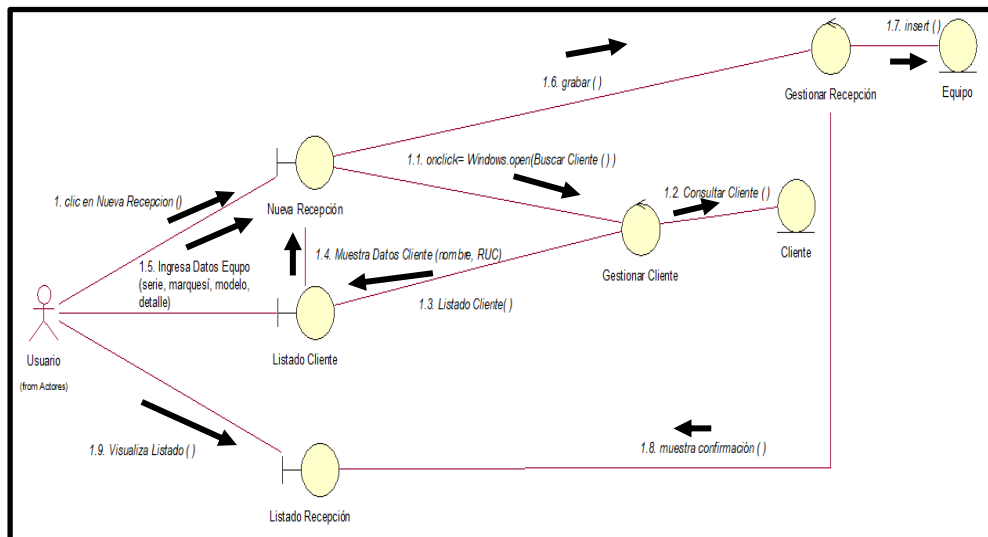 1.7. insert ( )
1.6. grabar ( )
Gestionar Recepción
Equipo
1.1. onclick= Windows.open(Buscar Cliente ( ) )
1. clic en Nueva Recepcion ()
Nueva Recepción
1.2. Consultar Cliente ( )
Cliente
1.4. Muestra Datos Cliente (nombre, RUC)
Gestionar Cliente
1.5. Ingresa Datos Equpo
(serie, marquesí, modelo,
detalle)
1.3. Listado Cliente( )
Listado Cliente
Usuario
(from Actores)
1.9. Visualiza Listado ( )
1.8. muestra confirmación ( )
Listado Recepción